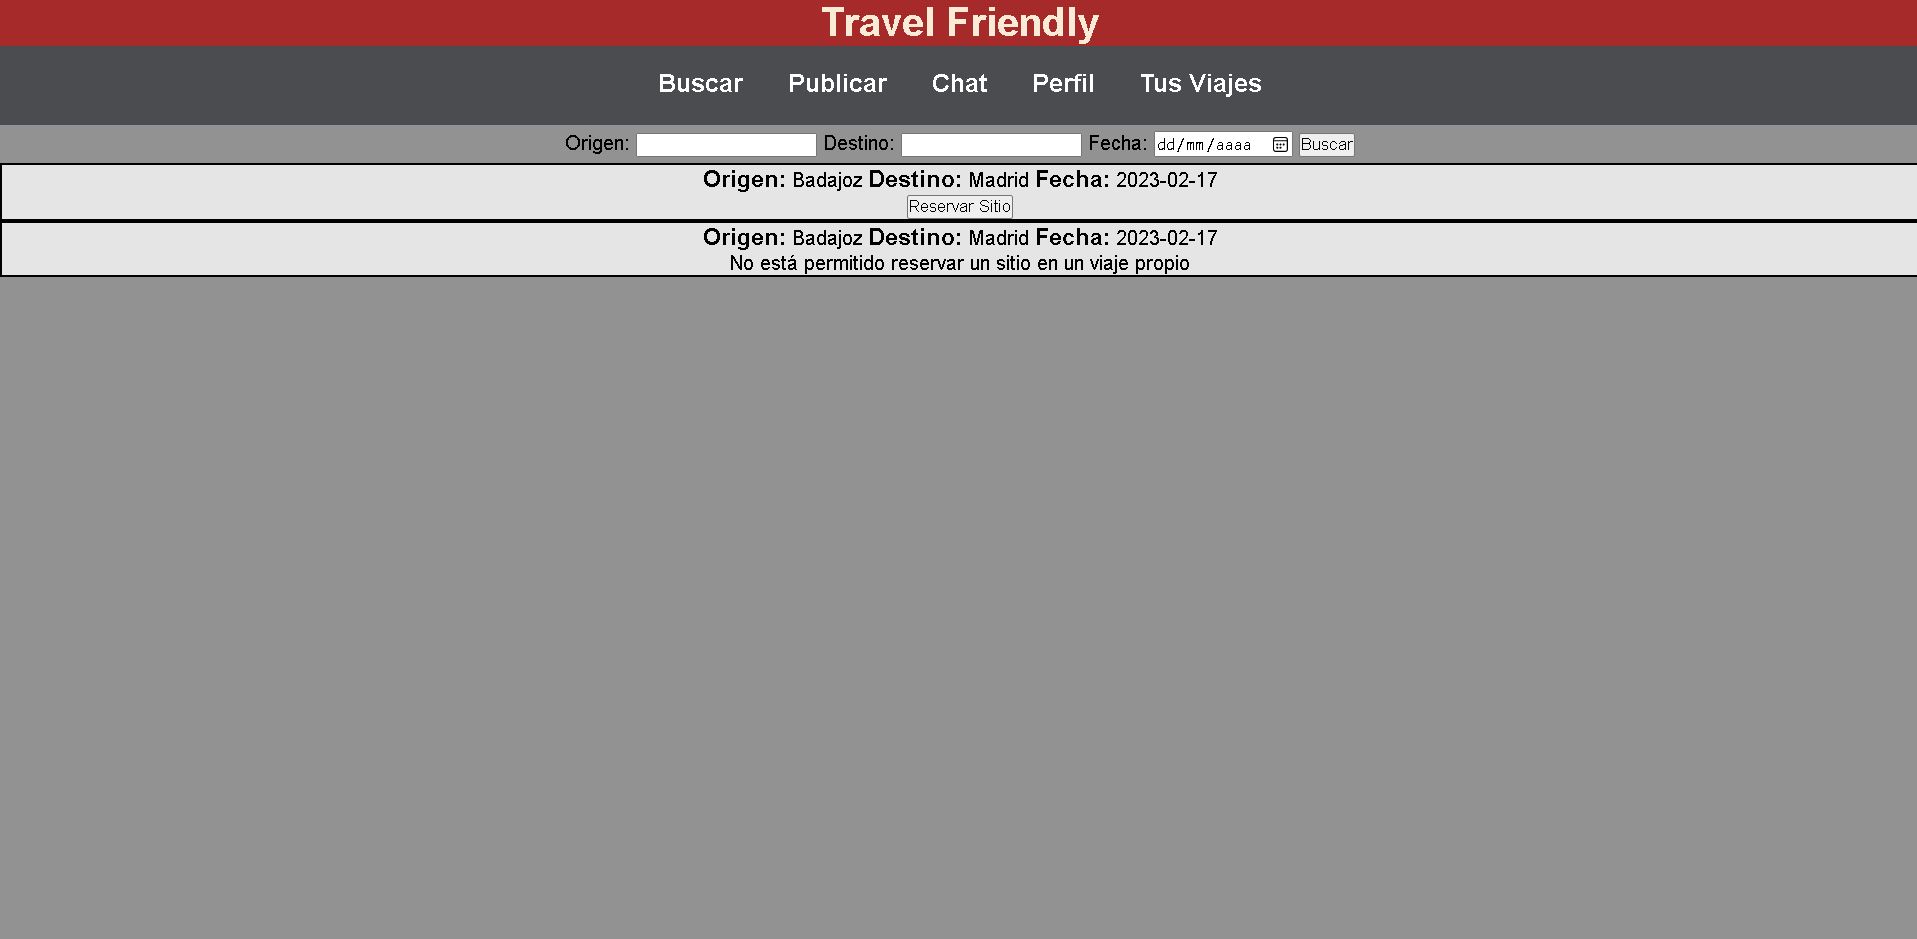 Travel Friendly
Buscar Publicar Chat Perfil Tus Viajes
Origen: Destino: Fecha: dd/mm/aaaa Buscar
Origen: Badajoz Destino: Madrid Fecha: 2023-02-17
Reservar Sitio
Origen: Badajoz Destino: Madrid Fecha: 2023-02-17
No está permitido reservar un sitio en un viaje propio